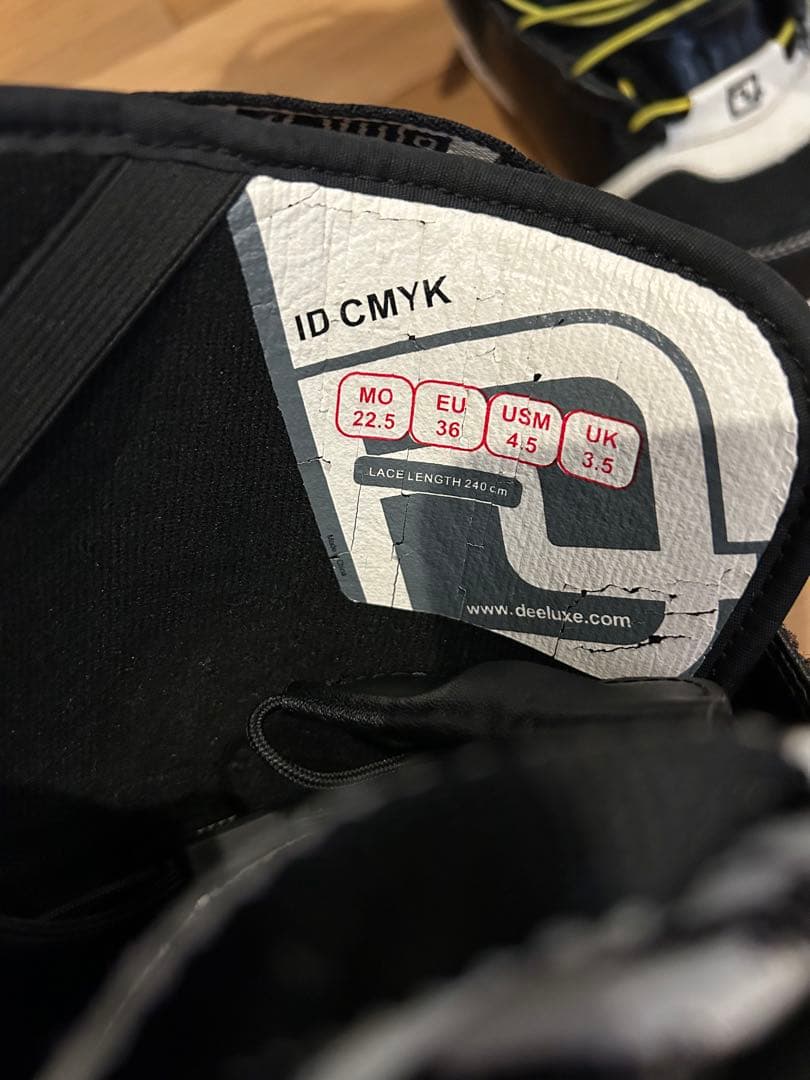 ID CMYK
MO EU USM UK
22.5 36 4.5 3.5
LACE LENGTH 240 cm
www.deeluxe.com